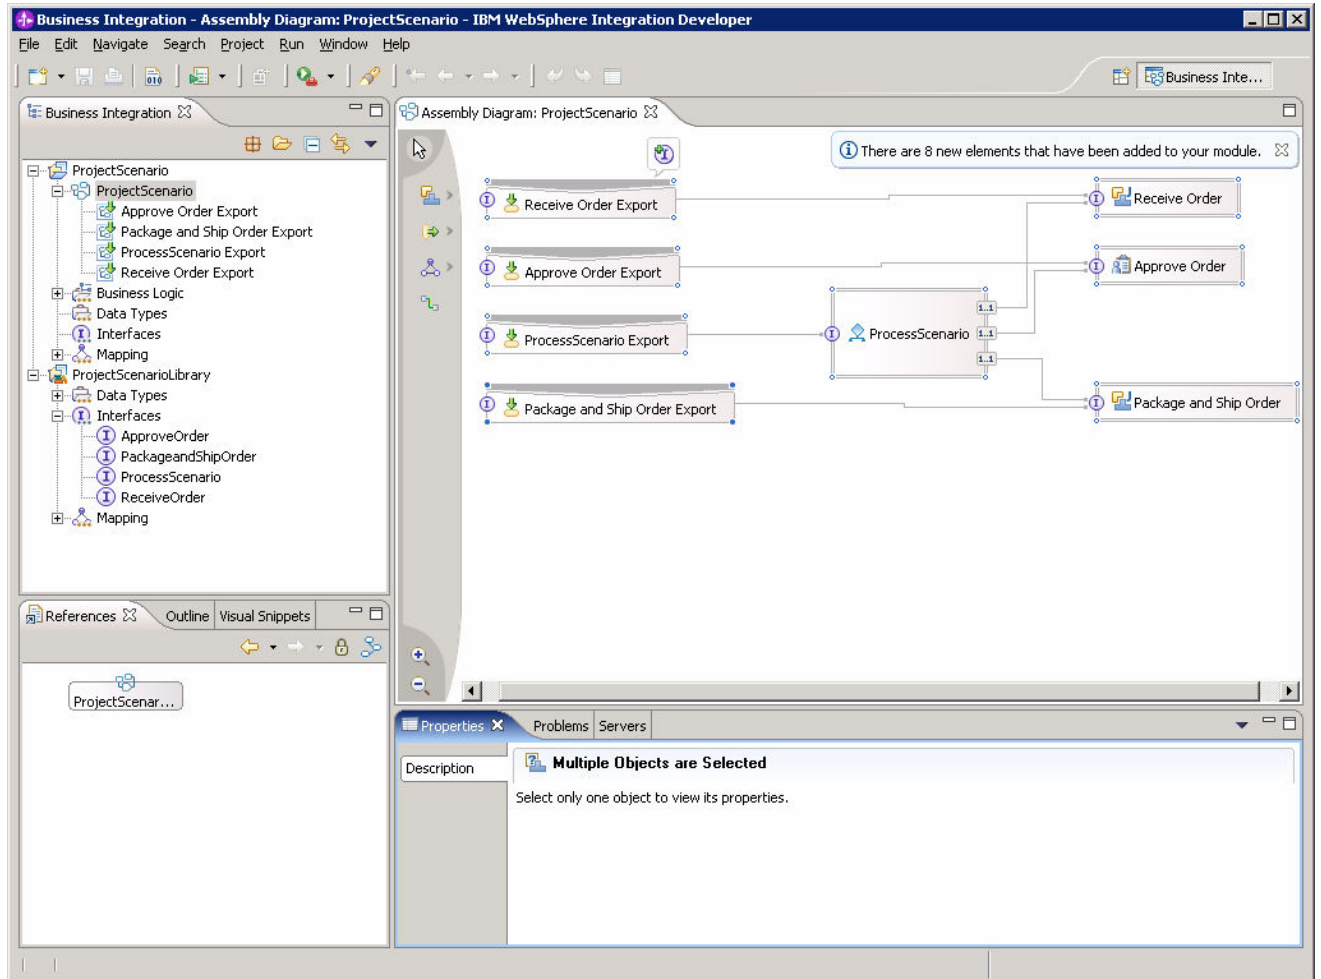 Business Integration - Assembly Diagram: ProjectScenario - IBM WebSphere Integration Developer
File Edit Navigate Search Project Run Window Help
010
Business Inte...
Business Integration
ProjectScenario
ProjectScenario
Approve Order Export
Package and Ship Order Export
ProcessScenario Export
Receive Order Export
Business Logic
Data Types
Interfaces
Mapping
ProjectScenarioLibrary
Data Types
Interfaces
ApproveOrder
PackageandShipOrder
ProcessScenario
ReceiveOrder
Mapping
Assembly Diagram: ProjectScenario
There are 8 new elements that have been added to your module.
Receive Order Export
Receive Order
Approve Order Export
Approve Order
ProcessScenario Export
ProcessScenario
1..1
1..1
1..1
Package and Ship Order Export
Package and Ship Order
References Outline Visual Snippets
ProjectScenar...
Properties Problems Servers
Description
Multiple Objects are Selected
Select only one object to view its properties.